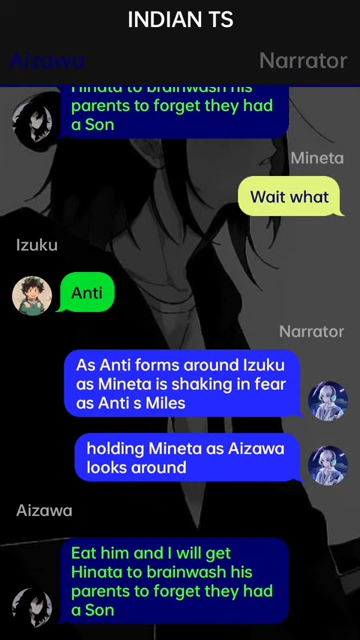 INDIAN TS
Aizawa
Narrator
Hinata to brainwash his
parents to forget they had
a Son
Mineta
Wait what
Izuku
Anti
Narrator
As Anti forms around Izuku
as Mineta is shaking in fear
as Anti s Miles
holding Mineta as Aizawa
looks around
Aizawa
Eat him and I will get
Hinata to brainwash his
parents to forget they had
a Son